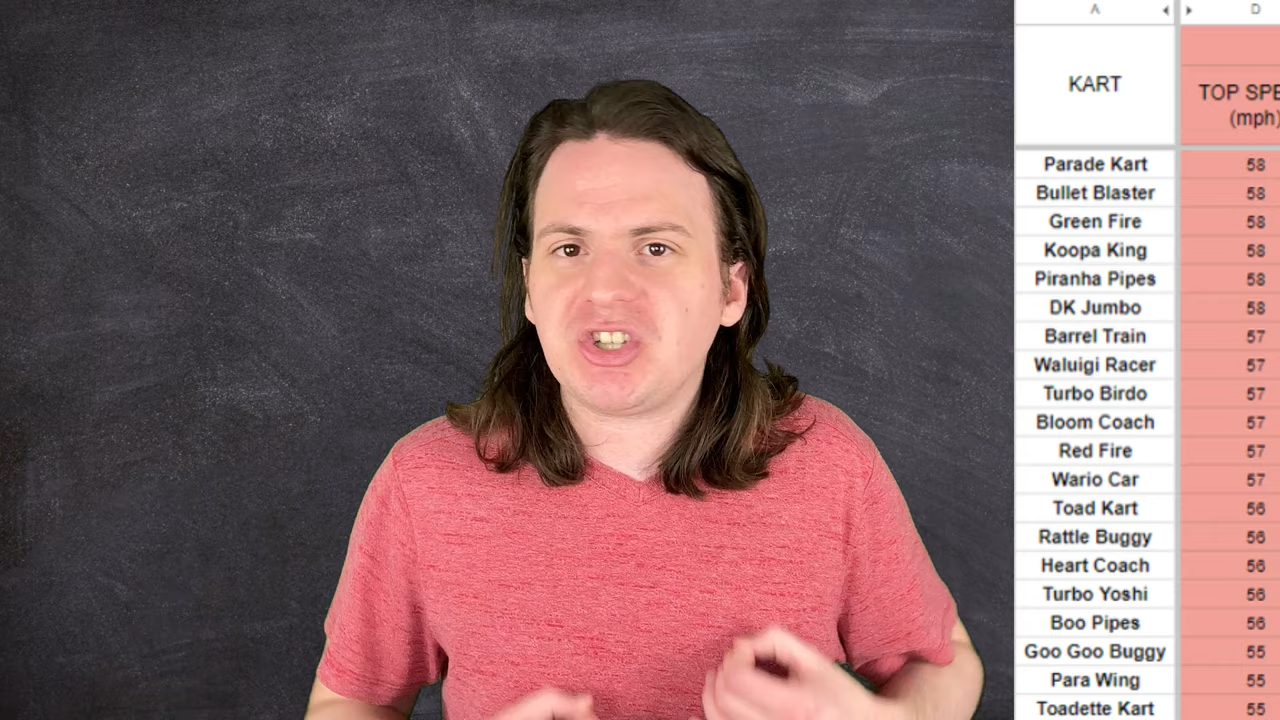 A D
KART TOP SPE
(mph)
Parade Kart 58
Bullet Blaster 58
Green Fire 58
Koopa King 58
Piranha Pipes 58
DK Jumbo 58
Barrel Train 57
Waluigi Racer 57
Turbo Birdo 57
Bloom Coach 57
Red Fire 57
Wario Car 57
Toad Kart 56
Rattle Buggy 56
Heart Coach 56
Turbo Yoshi 56
Boo Pipes 56
Goo Goo Buggy 55
Para Wing 55
Toadette Kart 55